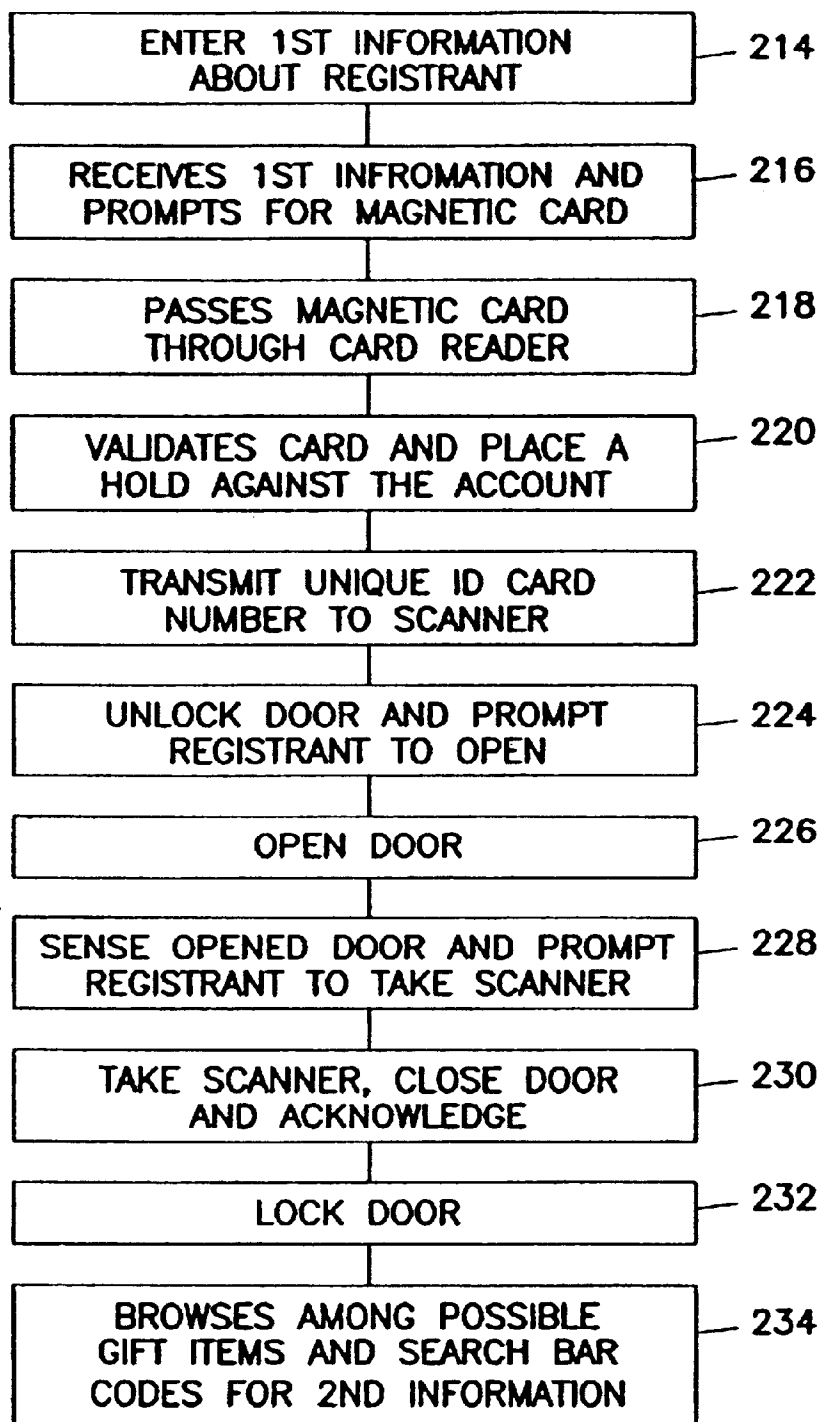 ENTER 1ST INFORMATION
ABOUT REGISTRANT
214
RECEIVES 1ST INFROMATION AND
PROMPTS FOR MAGNETIC CARD
216
PASSES MAGNETIC CARD
THROUGH CARD READER
218
VALIDATES CARD AND PLACE A
HOLD AGAINST THE ACCOUNT
220
TRANSMIT UNIQUE ID CARD
NUMBER TO SCANNER
222
UNLOCK DOOR AND PROMPT
REGISTRANT TO OPEN
224
OPEN DOOR
226
SENSE OPENED DOOR AND PROMPT
REGISTRANT TO TAKE SCANNER
228
TAKE SCANNER, CLOSE DOOR
AND ACKNOWLEDGE
230
LOCK DOOR
232
BROWSES AMONG POSSIBLE
GIFT ITEMS AND SEARCH BAR
CODES FOR 2ND INFORMATION
234